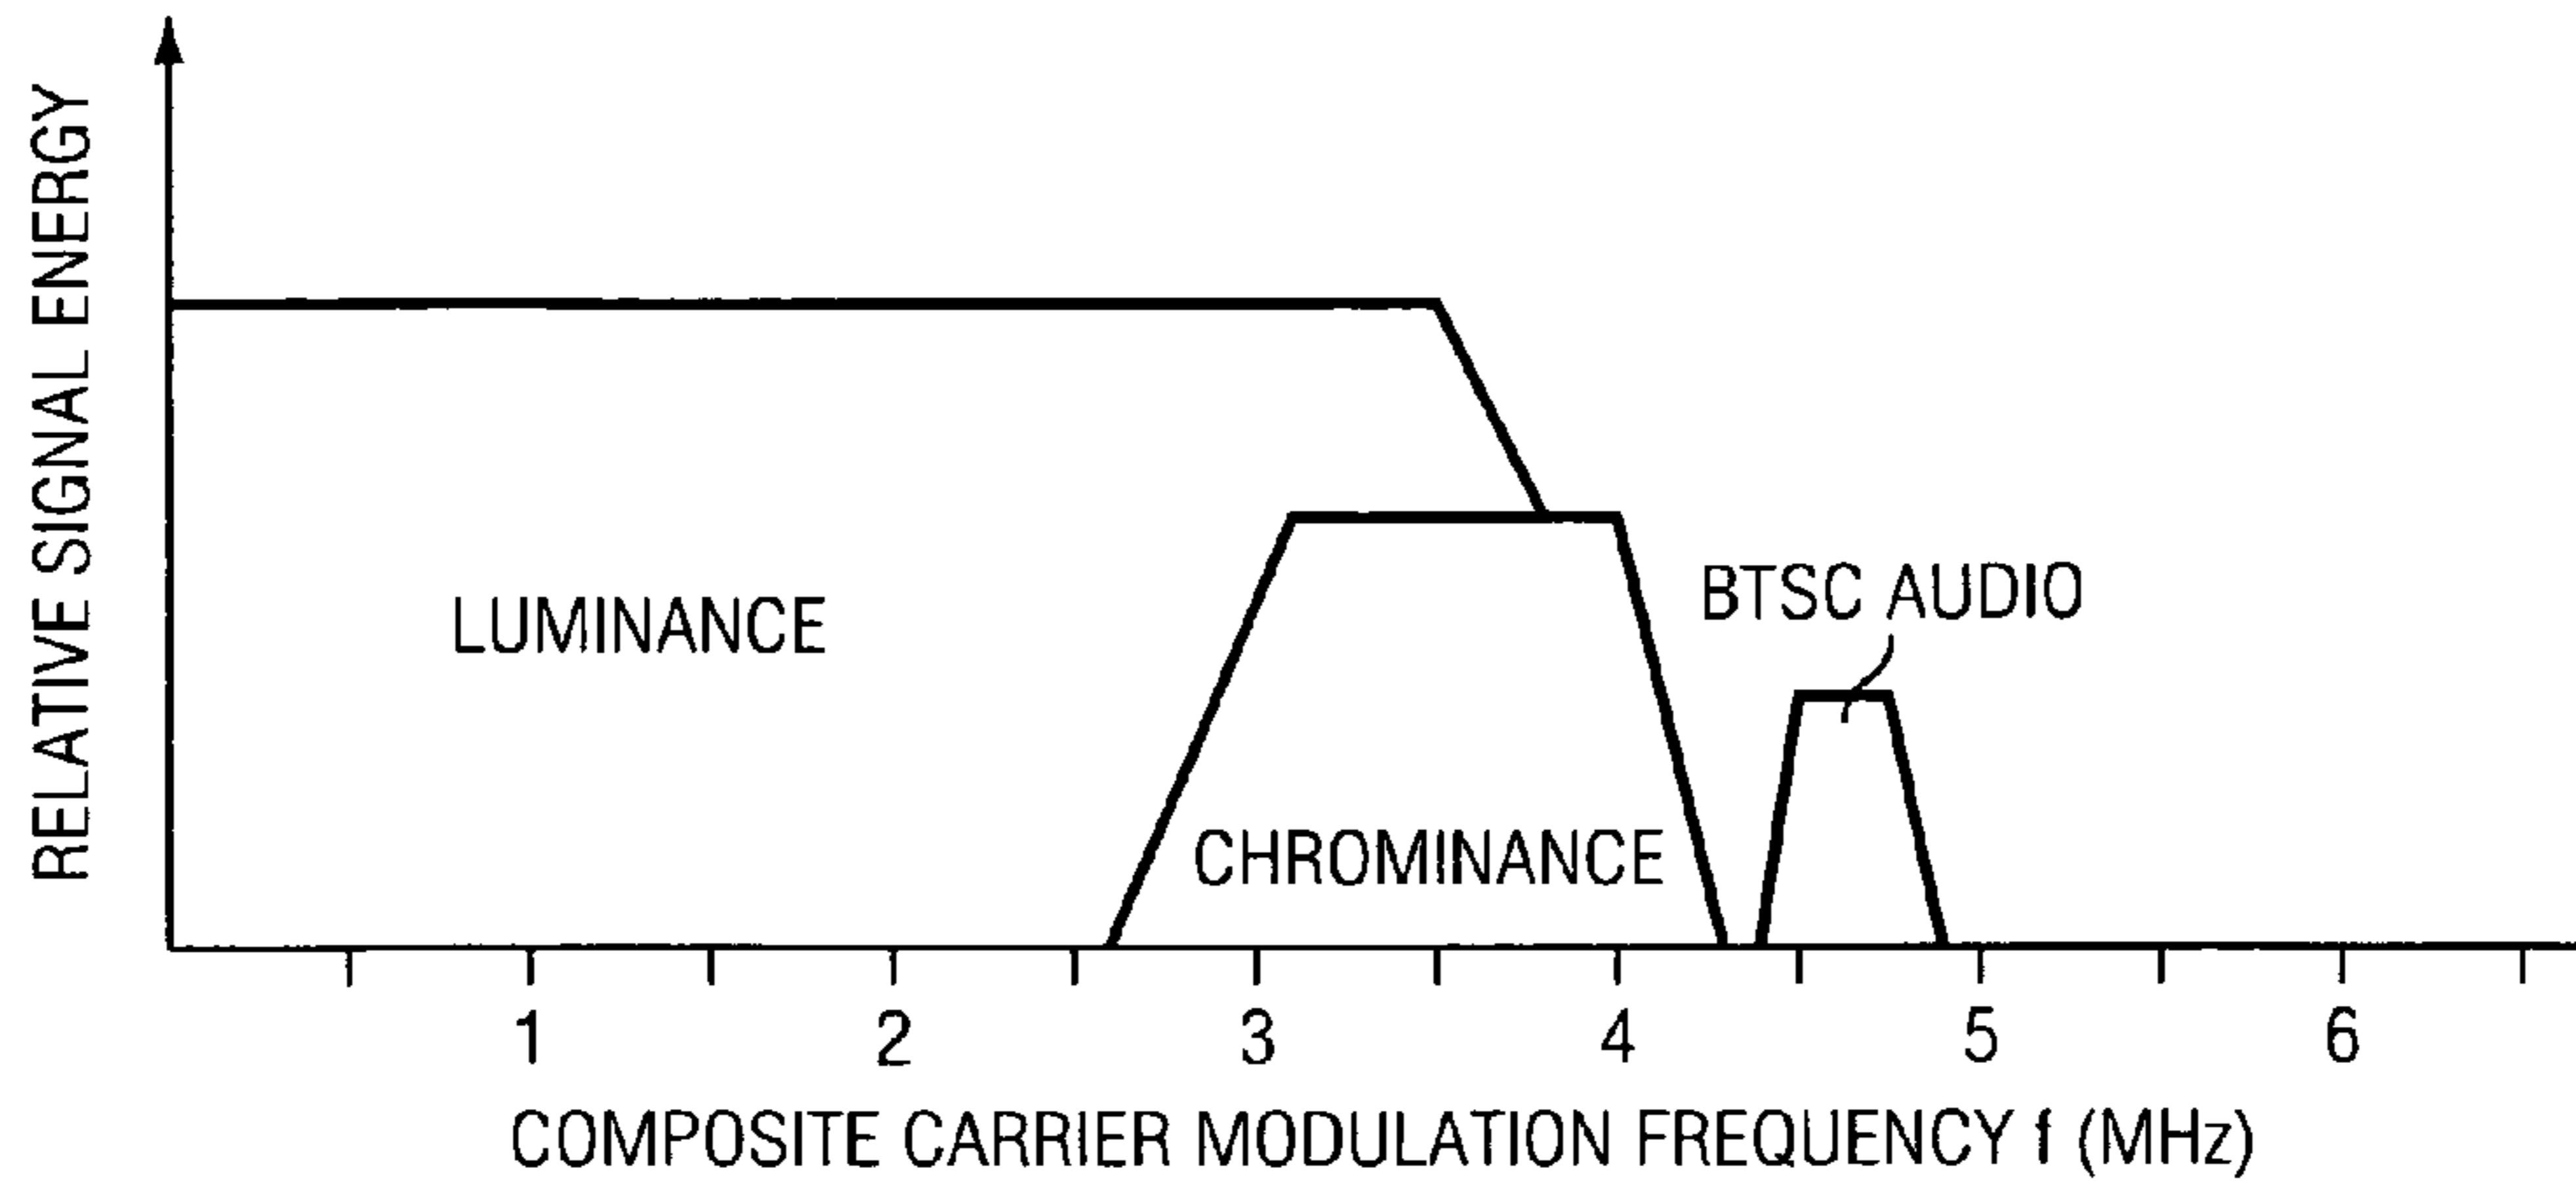 RELATIVE SIGNAL ENERGY
LUMINANCE
BTSC AUDIO
CHROMINANCE
1 2 3 4 5 6
COMPOSITE CARRIER MODULATION FREQUENCY f (MHz)